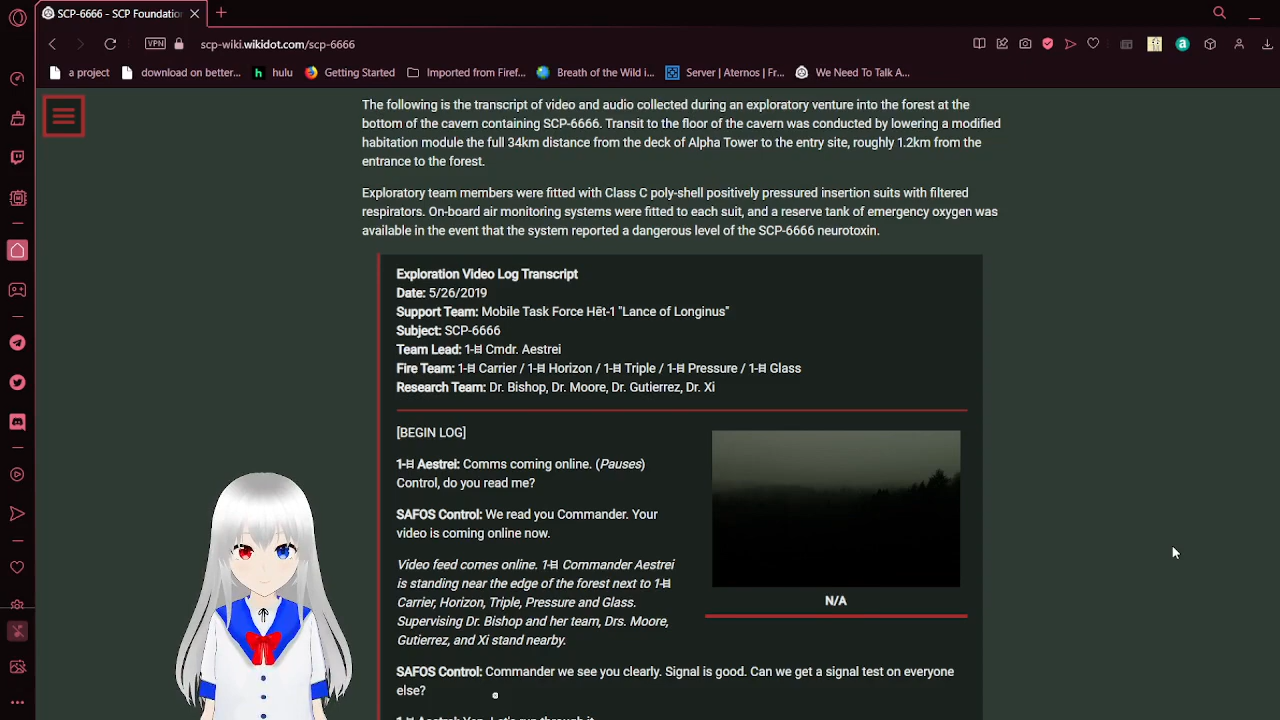 SCP-6666 - SCP Foundation
VPN
scp-wiki.wikidot.com/scp-6666
a project
download on better...
hulu
Getting Started
Imported from Firef...
Breath of the Wild i...
Server | Aternos | Fr...
We Need To Talk A...
The following is the transcript of video and audio collected during an exploratory venture into the forest at the
bottom of the cavern containing SCP-6666. Transit to the floor of the cavern was conducted by lowering a modified
habitation module the full 34km distance from the deck of Alpha Tower to the entry site, roughly 1.2km from the
entrance to the forest.
Exploratory team members were fitted with Class C poly-shell positively pressured insertion suits with filtered
respirators. On-board air monitoring systems were fitted to each suit, and a reserve tank of emergency oxygen was
available in the event that the system reported a dangerous level of the SCP-6666 neurotoxin.
Exploration Video Log Transcript
Date: 5/26/2019
Support Team: Mobile Task Force Hēt-1 "Lance of Longinus"
Subject: SCP-6666
Team Lead: 1-𐤇 Cmdr. Aestrei
Fire Team: 1-𐤇 Carrier / 1-𐤇 Horizon / 1-𐤇 Triple / 1-𐤇 Pressure / 1-𐤇 Glass
Research Team: Dr. Bishop, Dr. Moore, Dr. Gutierrez, Dr. Xi
[BEGIN LOG]
1-𐤇 Aestrei: Comms coming online. (Pauses)
Control, do you read me?
SAFOS Control: We read you Commander. Your
video is coming online now.
Video feed comes online. 1-𐤇 Commander Aestrei
is standing near the edge of the forest next to 1-𐤇
Carrier, Horizon, Triple, Pressure and Glass.
Supervising Dr. Bishop and her team, Drs. Moore,
Gutierrez, and Xi stand nearby.
N/A
SAFOS Control: Commander we see you clearly. Signal is good. Can we get a signal test on everyone
else?
1-𐤇 Aestrei: Yep. Let's run through it.